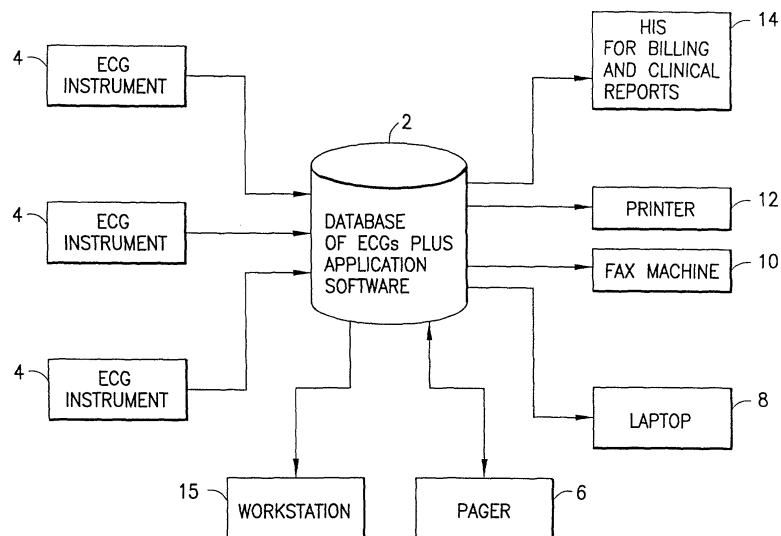 4
ECG
INSTRUMENT
4
ECG
INSTRUMENT
4
ECG
INSTRUMENT
2
DATABASE
OF ECGs PLUS
APPLICATION
SOFTWARE
HIS
FOR BILLING
AND CLINICAL
REPORTS
14
PRINTER
12
FAX MACHINE
10
LAPTOP
8
15
WORKSTATION
PAGER
6